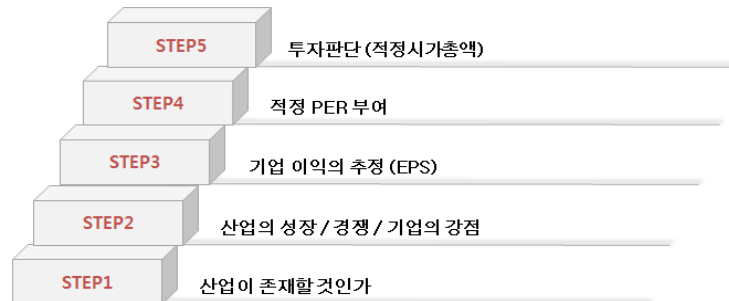 STEP5 투자판단 (적정시가총액)
STEP4 적정 PER 부여
STEP3 기업 이익의 추정 (EPS)
STEP2 산업의 성장 / 경쟁 / 기업의 강점
STEP1 산업이 존재할것인가